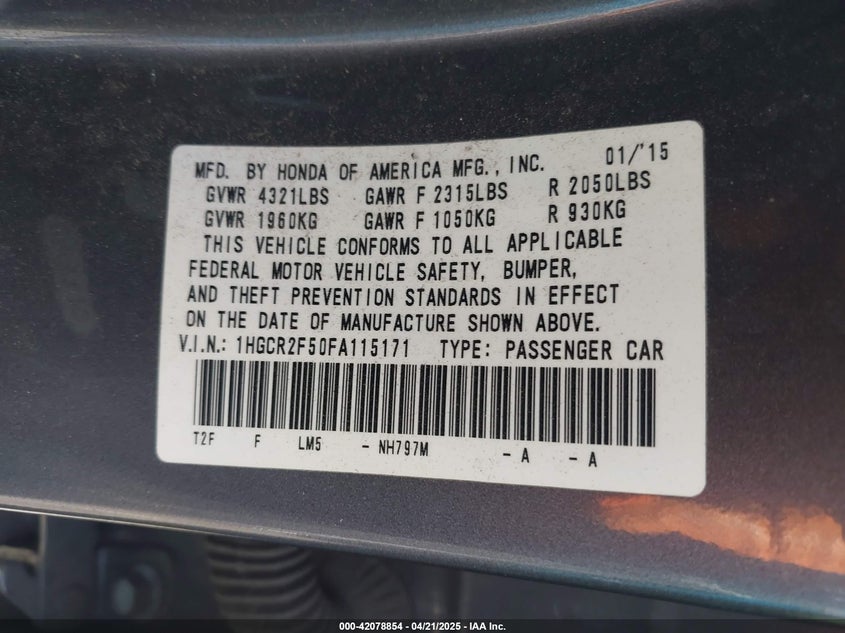 MFD. BY HONDA OF AMERICA MFG., INC. 01/'15
GVWR 4321LBS GAWR F 2315LBS R 2050LBS
GVWR 1960KG GAWR F 1050KG R 930KG
THIS VEHICLE CONFORMS TO ALL APPLICABLE
FEDERAL MOTOR VEHICLE SAFETY, BUMPER,
AND THEFT PREVENTION STANDARDS IN EFFECT
ON THE DATE OF MANUFACTURE SHOWN ABOVE.
V.I.N.: 1HGCR2F50FA115171 TYPE: PASSENGER CAR
T2F F LM5 - NH797M - A - A
000-42078854 - 04/21/2025 - IAA Inc.